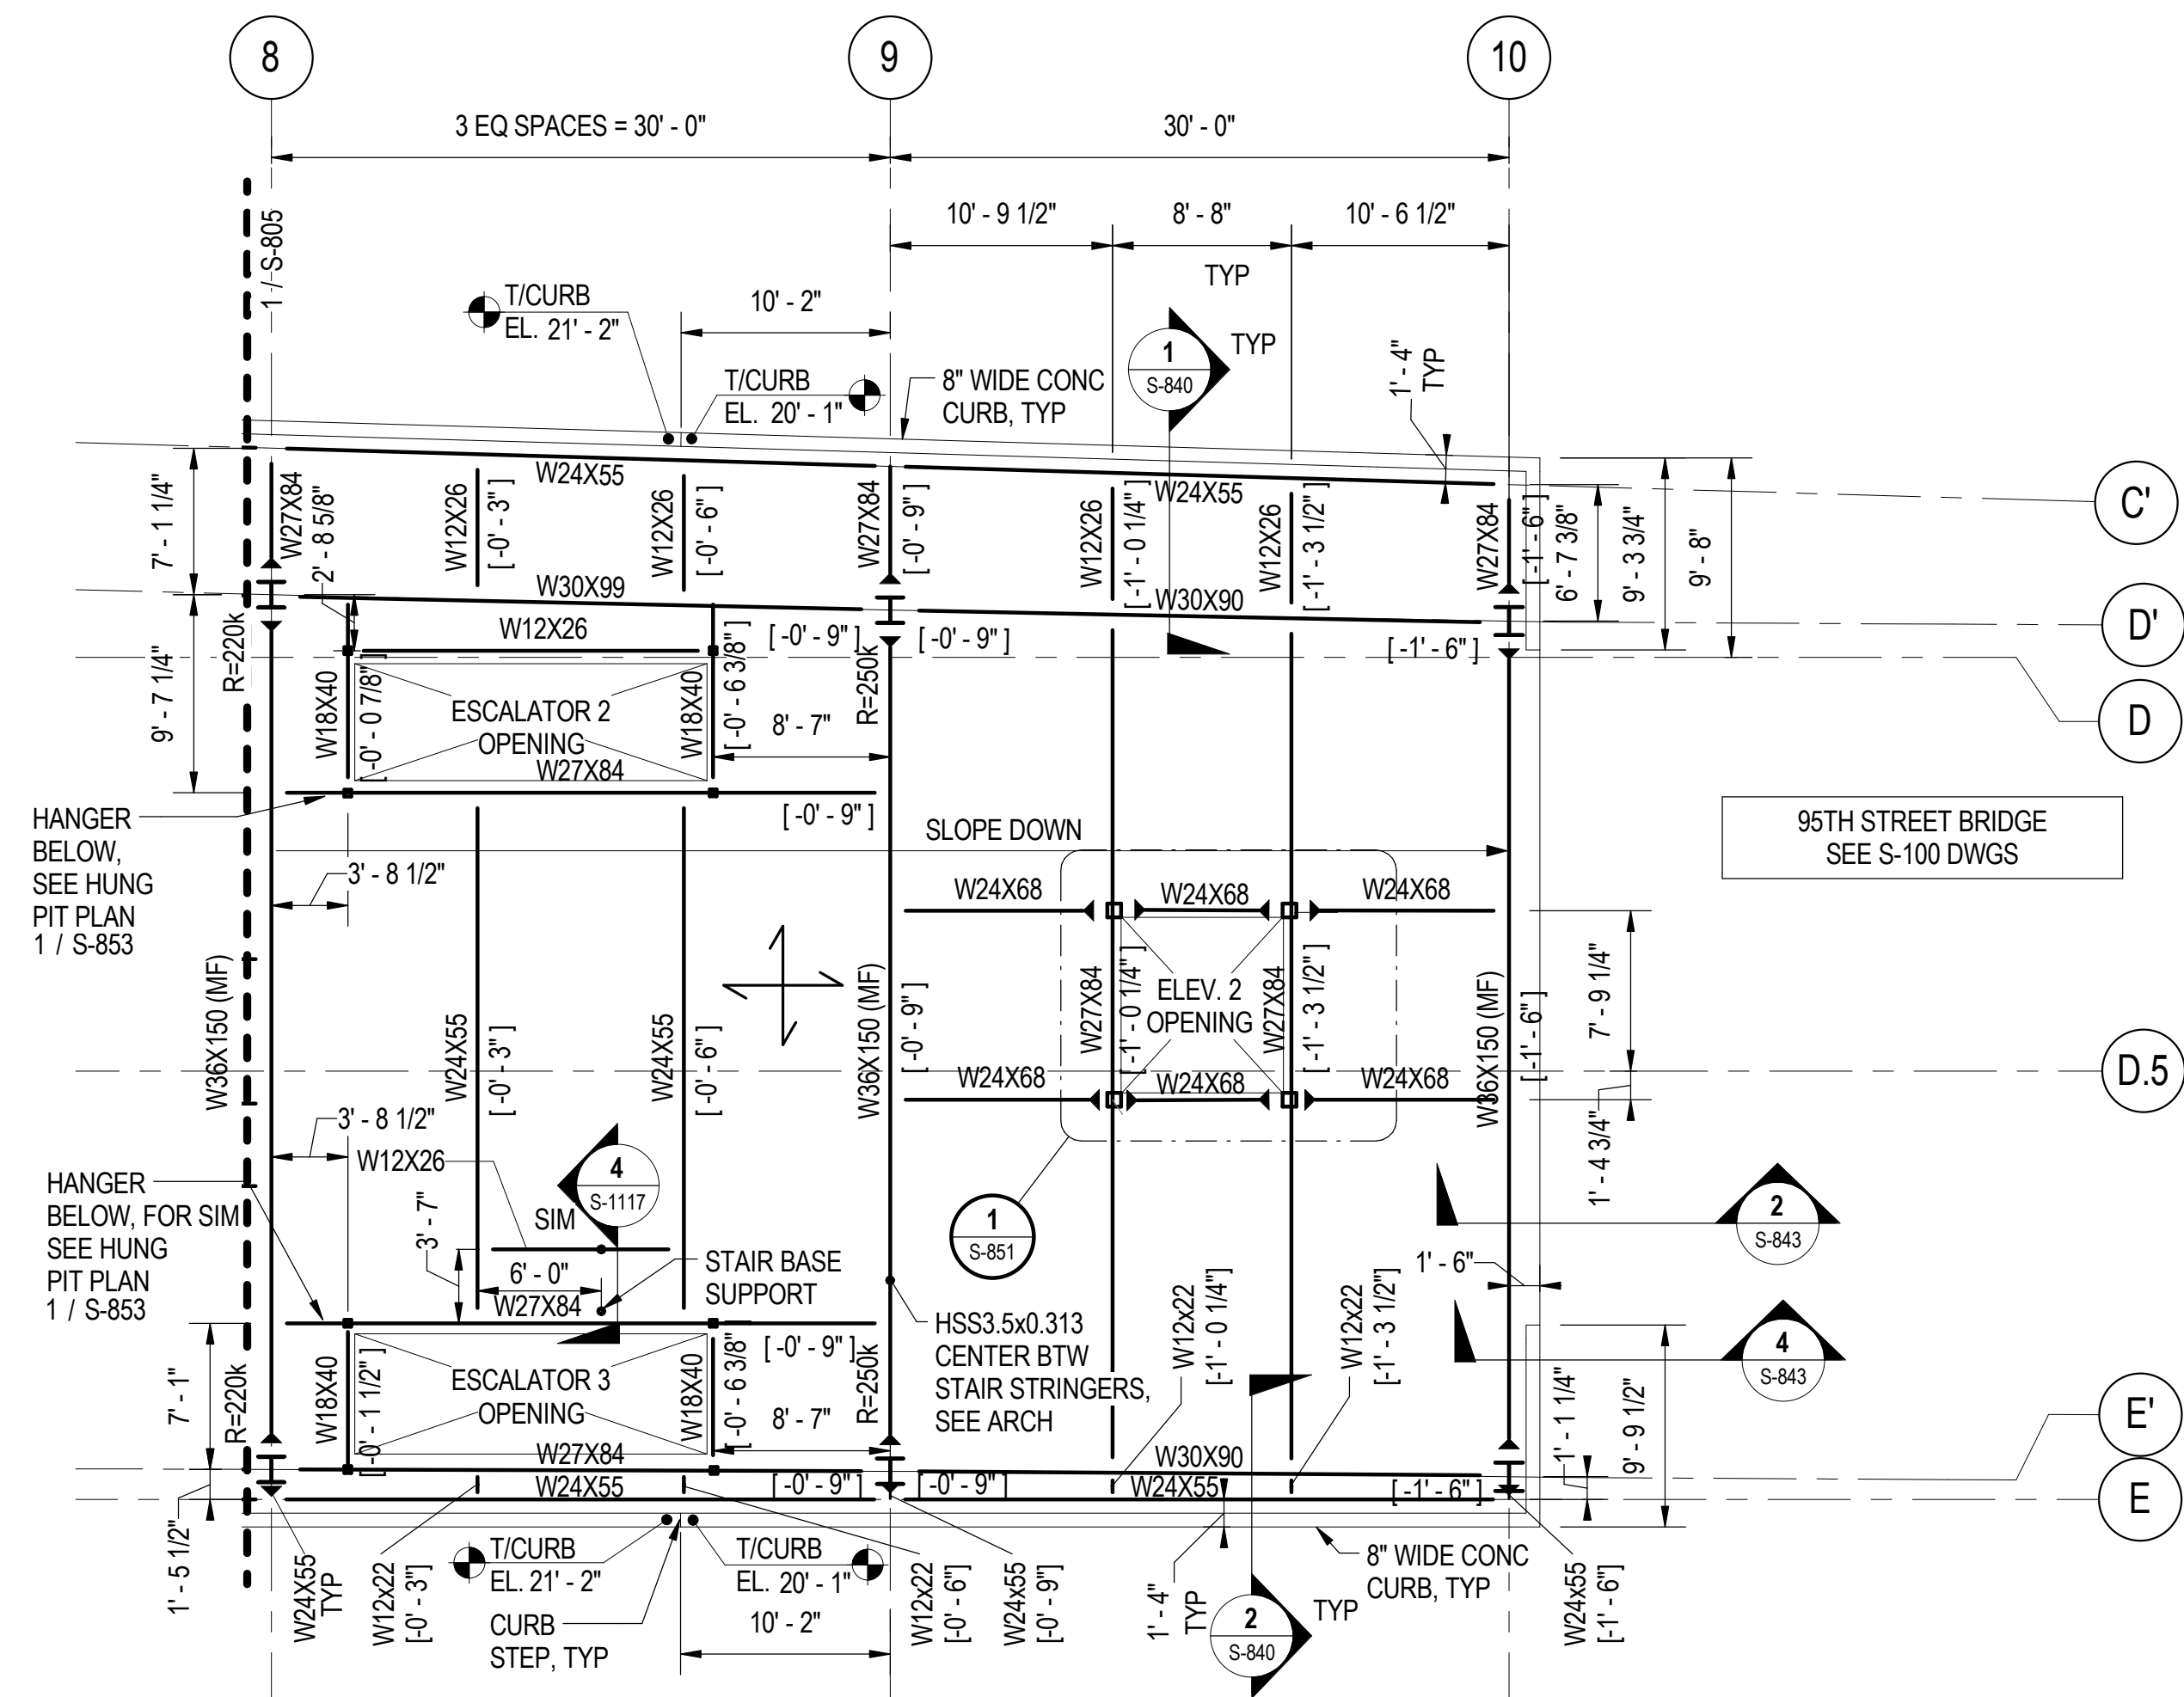 8
9
10
3 EQ SPACES = 30' - 0"
30' - 0"
10' - 9 1/2"
8' - 8"
10' - 6 1/2"
1 / S-805
TYP
T/CURB
EL. 21' - 2"
10' - 2"
1
S-840
TYP
T/CURB
EL. 20' - 1"
8" WIDE CONC
CURB, TYP
1' - 4"
TYP
C'
7' - 1 1/4"
W27X84
2' - 8 5/8"
W24X55
W12X26
[ -0' - 3" ]
W12X26
[ -0' - 6" ]
W27X84
[ -0' - 9" ]
W24X55
W12X26
[ -1' - 0 1/4" ]
W12X26
[ -1' - 3 1/2" ]
W27X84
[ -1' - 6" ]
6' - 7 3/8"
9' - 3 3/4"
9' - 8"
W30X99
W30X90
D'
W12X26
[ -0' - 9" ]
[ -0' - 9" ]
[ -1' - 6" ]
9' - 7 1/4"
R=220k
W18X40
[ -0' - 0 7/8" ]
ESCALATOR 2
OPENING
W18X40
[ -0' - 6 3/8" ]
8' - 7"
R=250k
D
W27X84
[ -0' - 9" ]
HANGER
BELOW,
SEE HUNG
PIT PLAN
1 / S-853
3' - 8 1/2"
SLOPE DOWN
95TH STREET BRIDGE
SEE S-100 DWGS
W24X68
W24X68
W24X68
W36X150 (MF)
W24X55
[ -0' - 3" ]
W24X55
[ -0' - 6" ]
W36X150 (MF)
[ -0' - 9" ]
W27X84
[ -1' - 0 1/4" ]
ELEV. 2
OPENING
W27X84
[ -1' - 3 1/2" ]
W36X150 (MF)
[ -1' - 6" ]
7' - 9 1/4"
W24X68
W24X68
W24X68
D.5
1' - 4 3/4"
3' - 8 1/2"
W12X26
4
S-1117
SIM
HANGER
BELOW, FOR SIM
SEE HUNG
PIT PLAN
1 / S-853
3' - 7"
6' - 0"
W27X84
STAIR BASE
SUPPORT
1
S-851
2
S-843
1' - 6"
HSS3.5x0.313
CENTER BTW
STAIR STRINGERS,
SEE ARCH
W12x22
[-1' - 0 1/4"]
W12x22
[-1' - 3 1/2"]
4
S-843
[ -0' - 9" ]
7' - 1"
R=220k
W18X40
[ -0' - 1 1/2" ]
ESCALATOR 3
OPENING
W18X40
[ -0' - 6 3/8" ]
8' - 7"
R=250k
1' - 1 1/4"
9' - 9 1/2"
E'
W27X84
W30X90
W24X55
[ -0' - 9" ]
[ -0' - 9" ]
W24X55
[ -1' - 6" ]
E
1' - 5 1/2"
W24X55
TYP
W12x22
[-0' - 3"]
T/CURB
EL. 21' - 2"
T/CURB
EL. 20' - 1"
CURB
STEP, TYP
10' - 2"
W12x22
[-0' - 6"]
W24x55
[-0' - 9"]
1' - 4"
TYP
2
S-840
TYP
8" WIDE CONC
CURB, TYP
W24x55
[-1' - 6"]
TYP